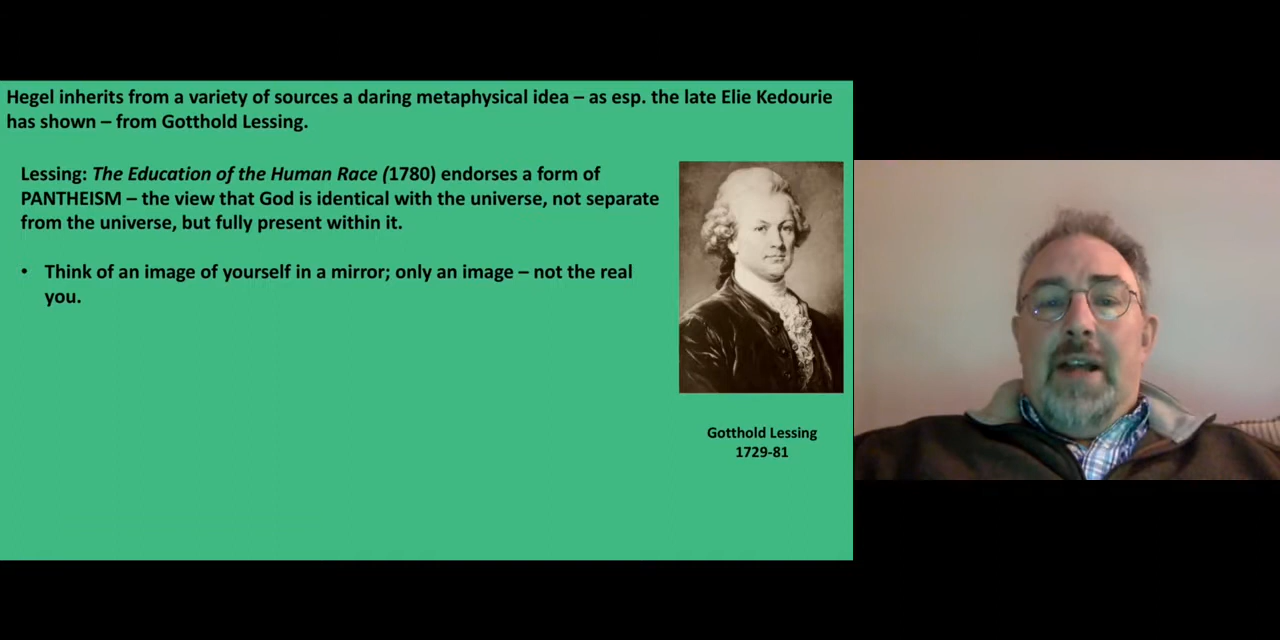 Hegel inherits from a variety of sources a daring metaphysical idea – as esp. the late Elie Kedourie
has shown – from Gotthold Lessing.
Lessing: The Education of the Human Race (1780) endorses a form of
PANTHEISM – the view that God is identical with the universe, not separate
from the universe, but fully present within it.
• Think of an image of yourself in a mirror; only an image – not the real
you.
Gotthold Lessing
1729-81